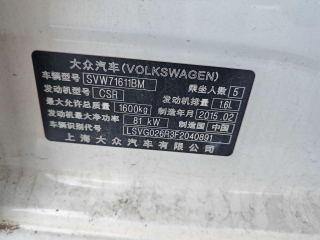 大众汽车(VOLKSWAGEN)
车辆型号 SVW71611BM 乘坐人数 5
发动机型号 CSR 发动机排量 1.6L
最大允许总质量 1600kg 制造年月 2015.02
发动机最大净功率 81 kW 制造国 中国
车辆识别代号 LSVG026R3F2040891
上海大众汽车有限公司